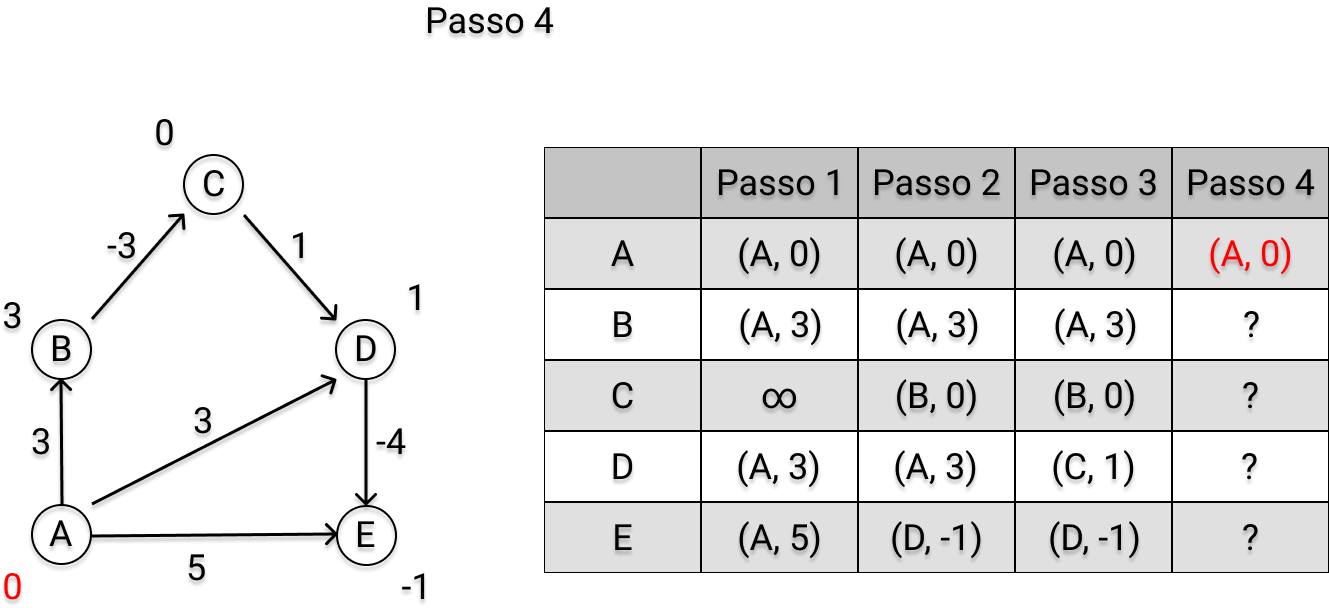 Passo 4
0
C
-3
1
3
1
B
D
3
3
-4
A
E
5
0
-1
Passo 1 Passo 2 Passo 3 Passo 4
A (A, 0) (A, 0) (A, 0) (A, 0)
B (A, 3) (A, 3) (A, 3) ?
C ∞ (B, 0) (B, 0) ?
D (A, 3) (A, 3) (C, 1) ?
E (A, 5) (D, -1) (D, -1) ?